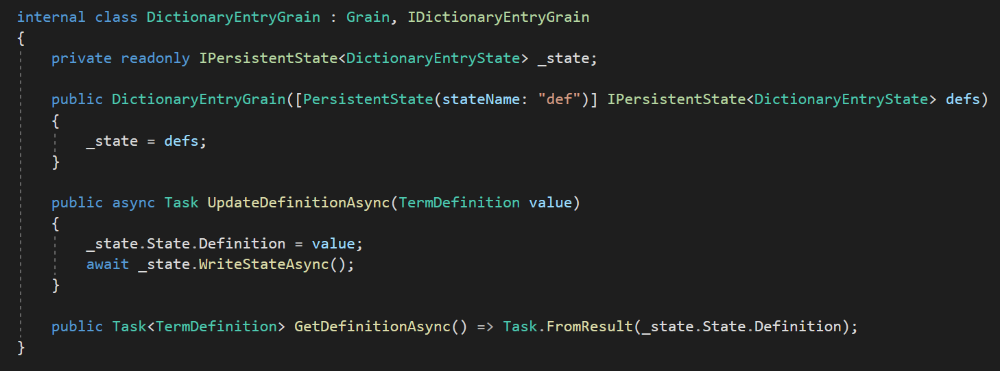 internal class DictionaryEntryGrain : Grain, IDictionaryEntryGrain
{
    private readonly IPersistentState<DictionaryEntryState> _state;

    public DictionaryEntryGrain([PersistentState(stateName: "def")] IPersistentState<DictionaryEntryState> defs)
    {
        _state = defs;
    }

    public async Task UpdateDefinitionAsync(TermDefinition value)
    {
        _state.State.Definition = value;
        await _state.WriteStateAsync();
    }

    public Task<TermDefinition> GetDefinitionAsync() => Task.FromResult(_state.State.Definition);
}